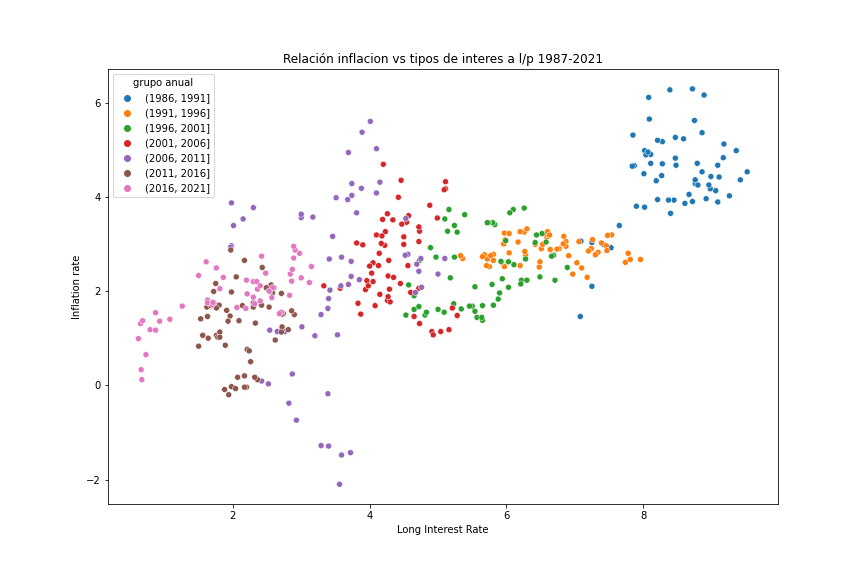 Relación inflacion vs tipos de interes a l/p 1987-2021
grupo anual
(1986, 1991]
(1991, 1996]
(1996, 2001]
(2001, 2006]
(2006, 2011]
(2011, 2016]
(2016, 2021]
Inflation rate
6
4
2
0
−2
2 4 6 8
Long Interest Rate